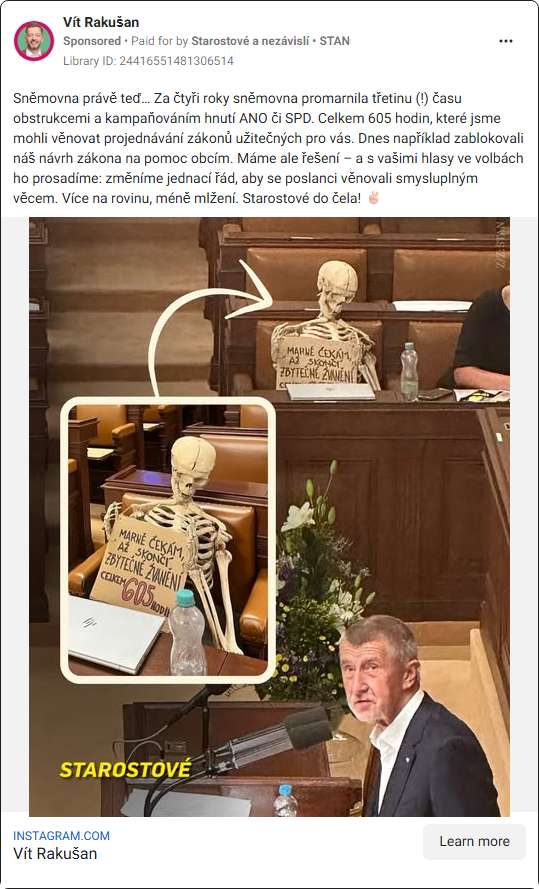 Vít Rakušan
Sponsored • Paid for by Starostové a nezávislí • STAN
Library ID: 24416551481306514
Sněmovna právě teď… Za čtyři roky sněmovna promarnila třetinu (!) času
obstrukcemi a kampaňováním hnutí ANO či SPD. Celkem 605 hodin, které jsme
mohli věnovat projednávání zákonů užitečných pro vás. Dnes například zablokovali
náš návrh zákona na pomoc obcím. Máme ale řešení – a s vašimi hlasy ve volbách
ho prosadíme: změníme jednací řád, aby se poslanci věnovali smysluplným
věcem. Více na rovinu, méně mlžení. Starostové do čela! ✌🏻
ZZ: STAN
MARNĚ ČEKÁM,
AŽ SKONČÍ
ZBYTEČNÉ ŽVANĚNÍ
MARNĚ ČEKÁM,
AŽ SKONČÍ
ZBYTEČNÉ ŽVANĚNÍ
CELKEM 605 HODIN
hp
STAROSTOVÉ
INSTAGRAM.COM
Vít Rakušan
Learn more